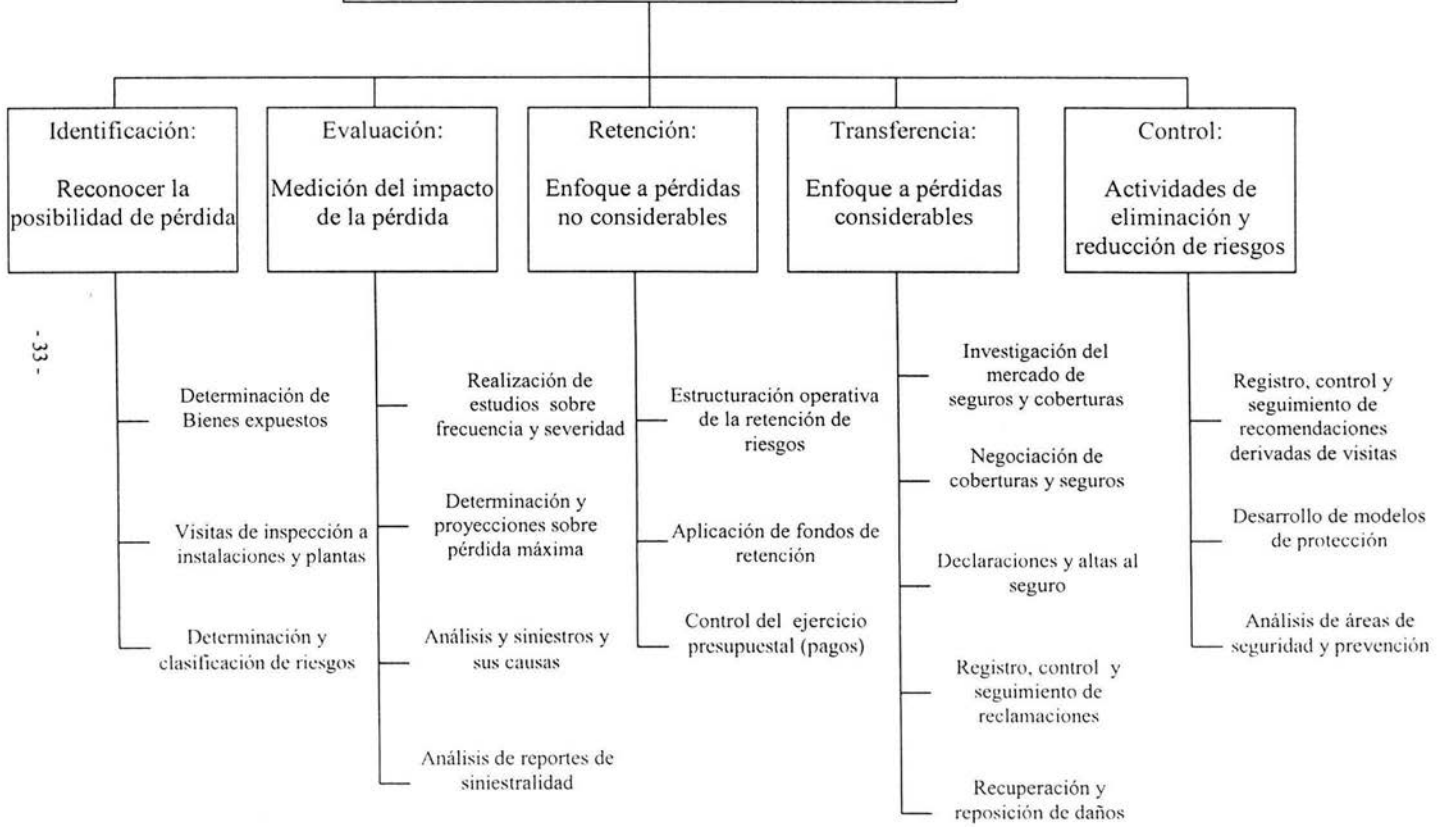 Identificación:
Reconocer la
posibilidad de pérdida
Evaluación:
Medición del impacto
de la pérdida
Retención:
Enfoque a pérdidas
no considerables
Transferencia:
Enfoque a pérdidas
considerables
Control:
Actividades de
eliminación y
reducción de riesgos
- 33 -
Determinación de
Bienes expuestos
Visitas de inspección a
instalaciones y plantas
Determinación y
clasificación de riesgos
Realización de
estudios sobre
frecuencia y severidad
Determinación y
proyecciones sobre
pérdida máxima
Análisis y siniestros y
sus causas
Análisis de reportes de
siniestralidad
Estructuración operativa
de la retención de
riesgos
Aplicación de fondos de
retención
Control del ejercicio
presupuestal (pagos)
Investigación del
mercado de
seguros y coberturas
Negociación de
coberturas y seguros
Declaraciones y altas al
seguro
Registro, control y
seguimiento de
reclamaciones
Recuperación y
reposición de daños
Registro, control y
seguimiento de
recomendaciones
derivadas de visitas
Desarrollo de modelos
de protección
Análisis de áreas de
seguridad y prevención